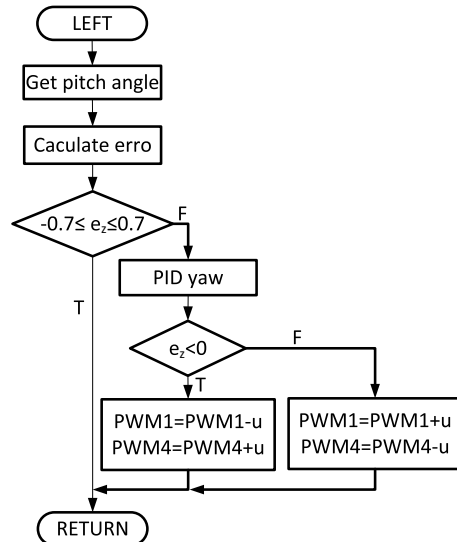 LEFT
Get pitch angle
Caculate erro
-0.7≤ ez≤0.7
F
PID yaw
T
ez<0
F
T
PWM1=PWM1-u
PWM4=PWM4+u
PWM1=PWM1+u
PWM4=PWM4-u
RETURN